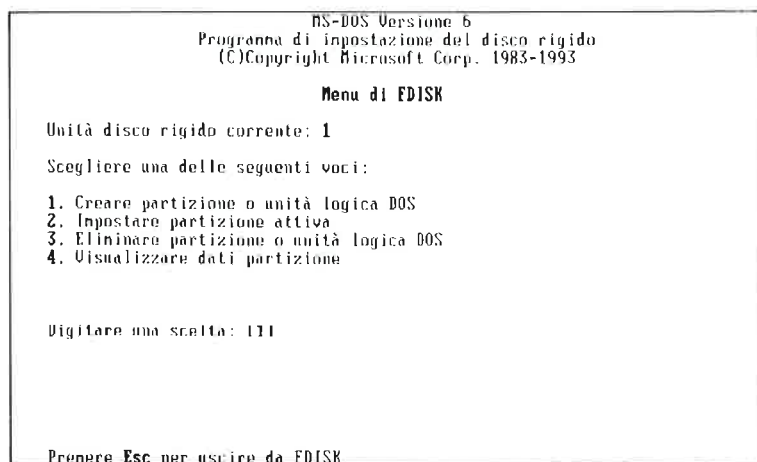 MS-DOS Versione 6
Programma di impostazione del disco rigido
(C)Copyright Microsoft Corp. 1983-1993
Menu di FDISK
Unità disco rigido corrente: 1
Scegliere una delle seguenti voci:
1. Creare partizione o unità logica DOS
2. Impostare partizione attiva
3. Eliminare partizione o unità logica DOS
4. Visualizzare dati partizione
Digitare una scelta: [1]
Premere Esc per uscire da FDISK